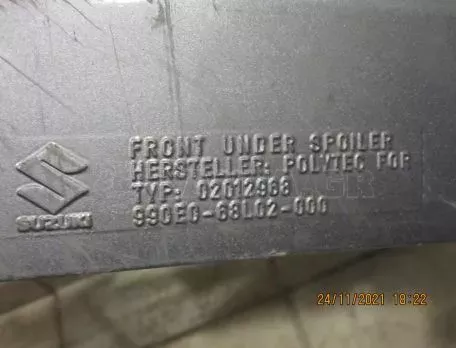 FRONT UNDER SPOILER
HERSTELLER: POLYTEC FOR
TYP: 02012968
990E0-68L02-000
SUZUKI
24/11/2021 18:22